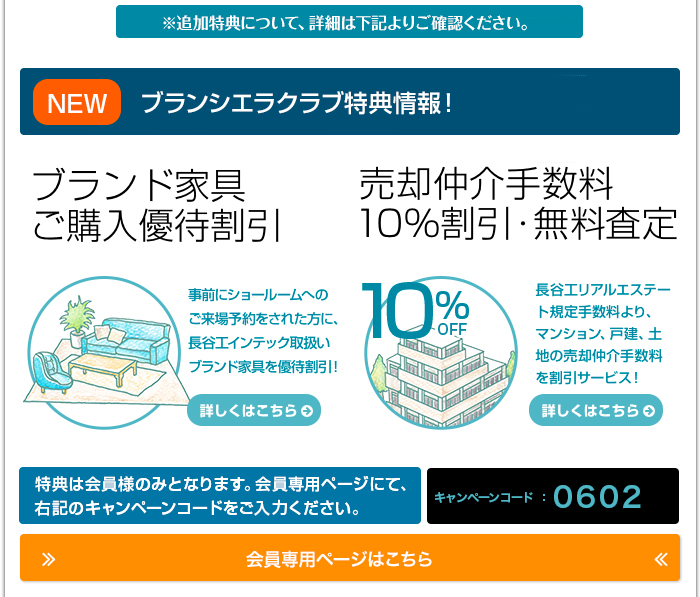 ※追加特典について、詳細は下記よりご確認ください。
NEW ブランシエラクラブ特典情報！
ブランド家具
ご購入優待割引
事前にショールームへの
ご来場予約をされた方に、
長谷工インテック取扱い
ブランド家具を優待割引！
詳しくはこちら
売却仲介手数料
10%割引・無料査定
10%
OFF
長谷工リアルエステー
ト規定手数料より、
マンション、戸建、土
地の売却仲介手数料
を割引サービス！
詳しくはこちら
特典は会員様のみとなります。会員専用ページにて、
右記のキャンペーンコードをご入力ください。
キャンペーンコード ：0602
会員専用ページはこちら